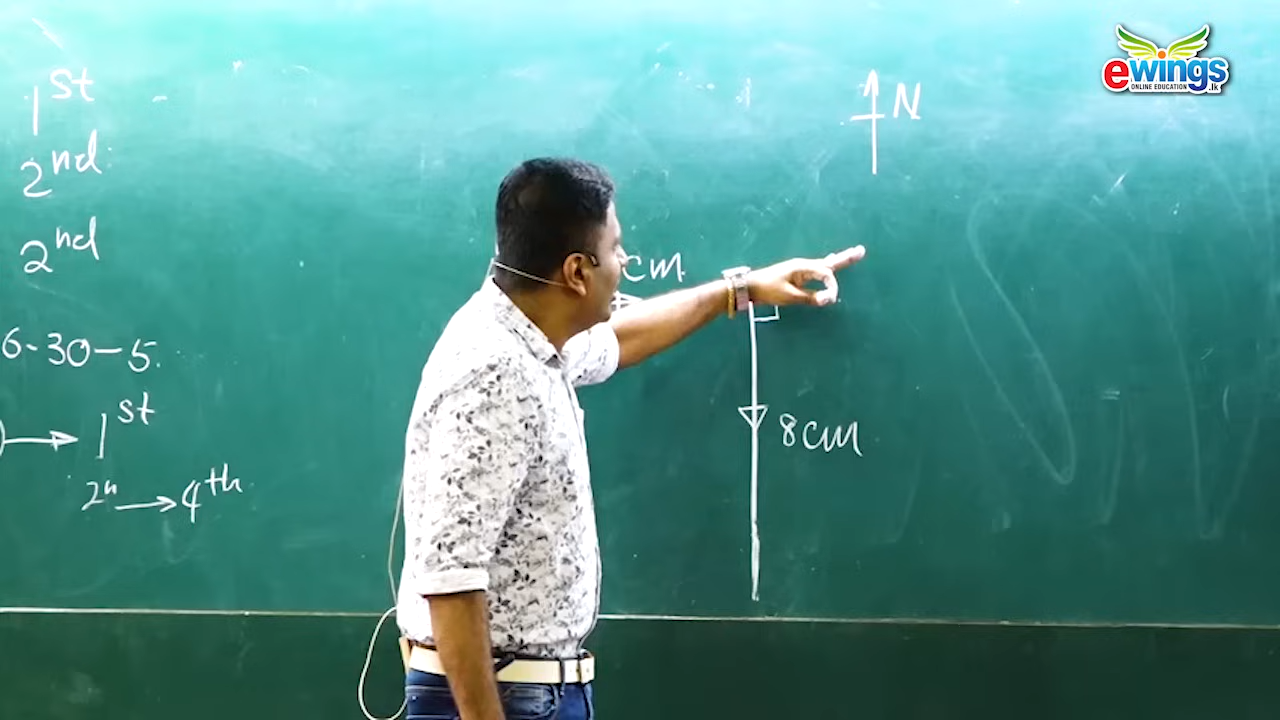 1st
2nd
2nd
6-30-5.
1st
2n → 4th
cm
8cm
N
ewings.lk
ONLINE EDUCATION